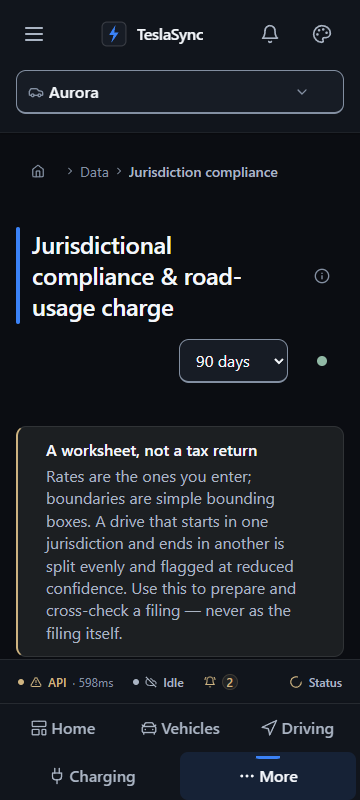 TeslaSync
Aurora
Data
Jurisdiction compliance
Jurisdictional
compliance & road-
usage charge
90 days
A worksheet, not a tax return
Rates are the ones you enter;
boundaries are simple bounding
boxes. A drive that starts in one
jurisdiction and ends in another is
split evenly and flagged at reduced
confidence. Use this to prepare and
cross-check a filing — never as the
filing itself.
API · 598ms
Idle
2
Status
Home
Vehicles
Driving
Charging
More